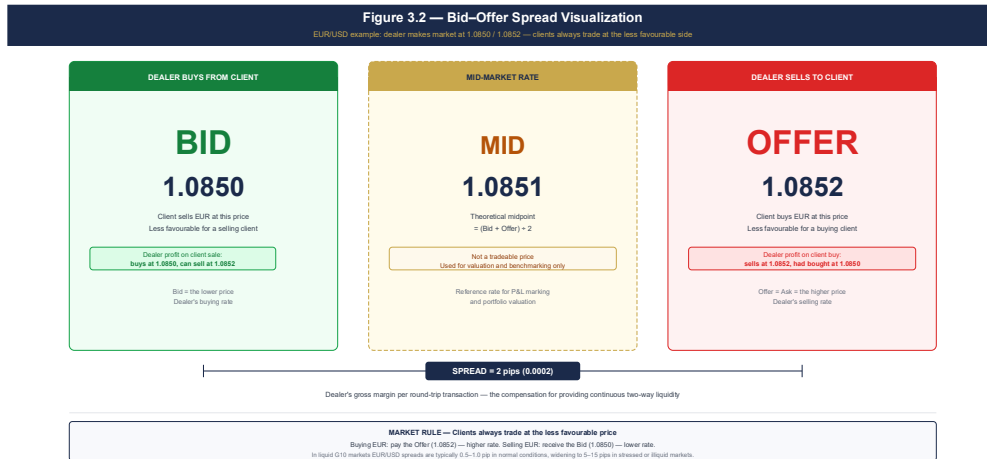 Figure 3.2 — Bid–Offer Spread Visualization
EUR/USD example: dealer makes market at 1.0850 / 1.0852 — clients always trade at the less favourable side
DEALER BUYS FROM CLIENT
BID
1.0850
Client sells EUR at this price
Less favourable for a selling client
Dealer profit on client sale:
buys at 1.0850, can sell at 1.0852
Bid = the lower price
Dealer's buying rate
MID-MARKET RATE
MID
1.0851
Theoretical midpoint
= (Bid + Offer) ÷ 2
Not a tradeable price
Used for valuation and benchmarking only
Reference rate for P&L marking
and portfolio valuation
DEALER SELLS TO CLIENT
OFFER
1.0852
Client buys EUR at this price
Less favourable for a buying client
Dealer profit on client buy:
sells at 1.0852, had bought at 1.0850
Offer = Ask = the higher price
Dealer's selling rate
SPREAD = 2 pips (0.0002)
Dealer's gross margin per round-trip transaction — the compensation for providing continuous two-way liquidity
MARKET RULE — Clients always trade at the less favourable price
Buying EUR: pay the Offer (1.0852) — higher rate. Selling EUR: receive the Bid (1.0850) — lower rate.
In liquid G10 markets EUR/USD spreads are typically 0.5–1.0 pip in normal conditions, widening to 5–15 pips in stressed or illiquid markets.